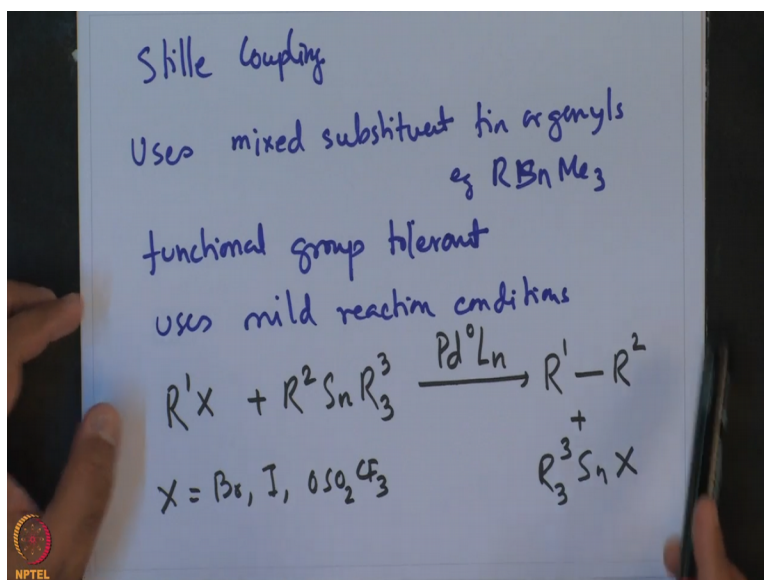 Stille Coupling
Uses mixed substituent tin organyls
eg RSnMe₃
functional group tolerant
uses mild reaction conditions
R¹X + R²SnR³₃ Pd⁰Ln → R¹ – R²
+
X = Br, I, OSO₂CF₃ R³₃SnX
NPTEL